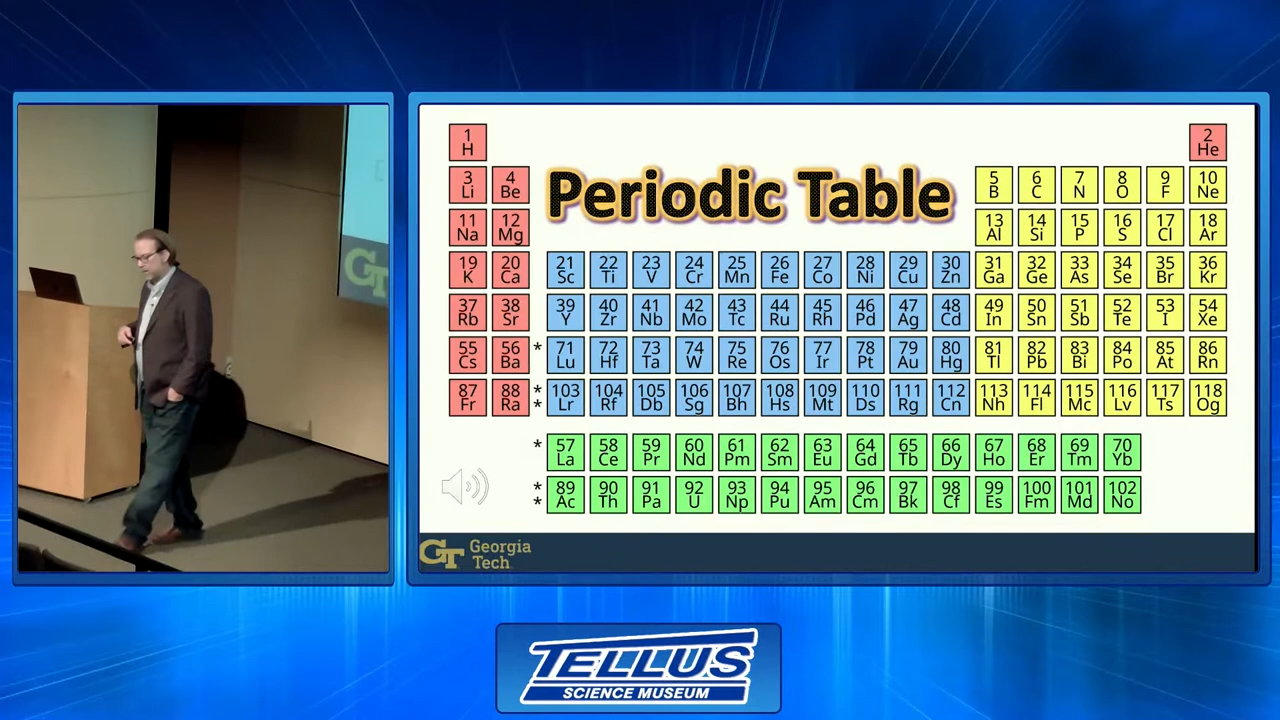 1 2
H He
Periodic Table
3 4 5 6 7 8 9 10
Li Be B C N O F Ne
11 12 13 14 15 16 17 18
Na Mg Al Si P S Cl Ar
19 20 21 22 23 24 25 26 27 28 29 30 31 32 33 34 35 36
K Ca Sc Ti V Cr Mn Fe Co Ni Cu Zn Ga Ge As Se Br Kr
37 38 39 40 41 42 43 44 45 46 47 48 49 50 51 52 53 54
Rb Sr Y Zr Nb Mo Tc Ru Rh Pd Ag Cd In Sn Sb Te I Xe
55 56 * 71 72 73 74 75 76 77 78 79 80 81 82 83 84 85 86
Cs Ba Lu Hf Ta W Re Os Ir Pt Au Hg Tl Pb Bi Po At Rn
87 88 * 103 104 105 106 107 108 109 110 111 112 113 114 115 116 117 118
Fr Ra * Lr Rf Db Sg Bh Hs Mt Ds Rg Cn Nh Fl Mc Lv Ts Og
* 57 58 59 60 61 62 63 64 65 66 67 68 69 70
La Ce Pr Nd Pm Sm Eu Gd Tb Dy Ho Er Tm Yb
* 89 90 91 92 93 94 95 96 97 98 99 100 101 102
* Ac Th Pa U Np Pu Am Cm Bk Cf Es Fm Md No
GT
GT Georgia
Tech
TELLUS
SCIENCE MUSEUM